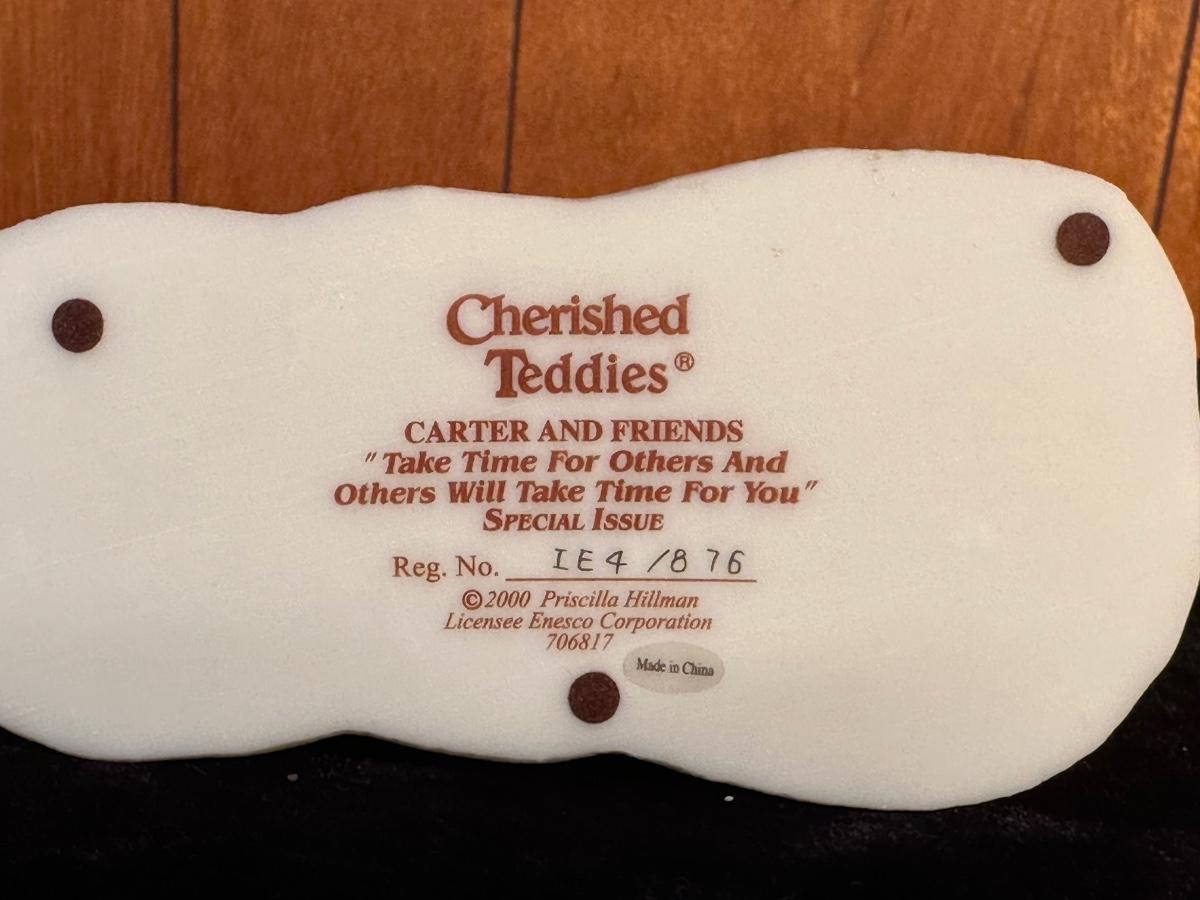 Cherished
Teddies®
CARTER AND FRIENDS
"Take Time For Others And
Others Will Take Time For You"
SPECIAL ISSUE
Reg. No. IE4 /876
©2000 Priscilla Hillman
Licensee Enesco Corporation
706817
Made in China